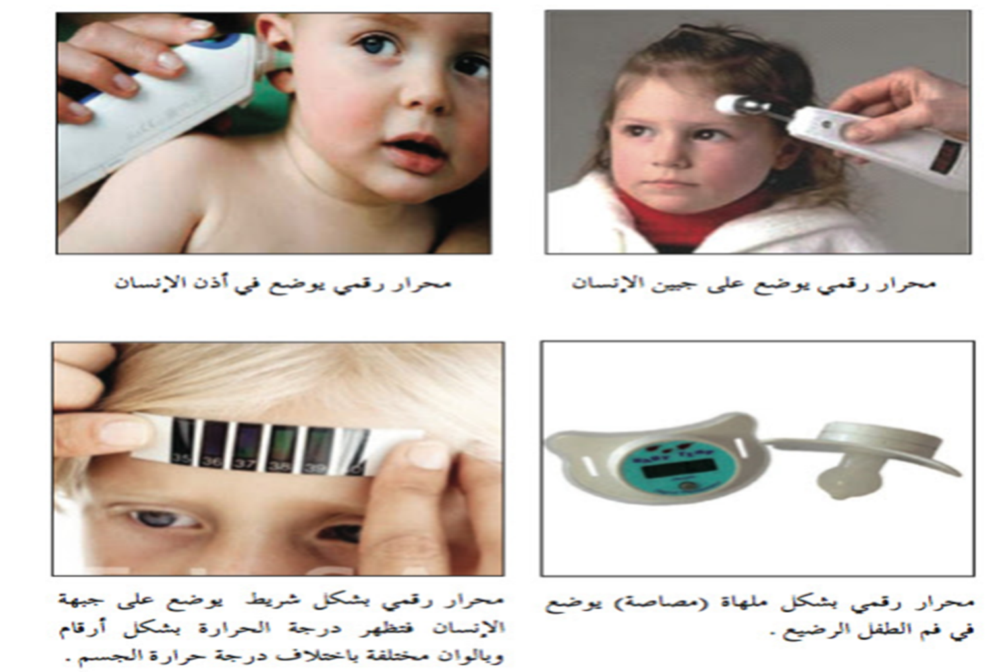 محرار رقمي يوضع على جبين الإنسان
محرار رقمي يوضع في أذن الإنسان
35 36 37 38 39
محرار رقمي بشكل ملهاة (مصاصة) يوضع
في فم الطفل الرضيع .
محرار رقمي بشكل شريط يوضع على جبهة
الإنسان فتظهر درجة الحرارة بشكل أرقام
وبالوان مختلفة باختلاف درجة حرارة الجسم .